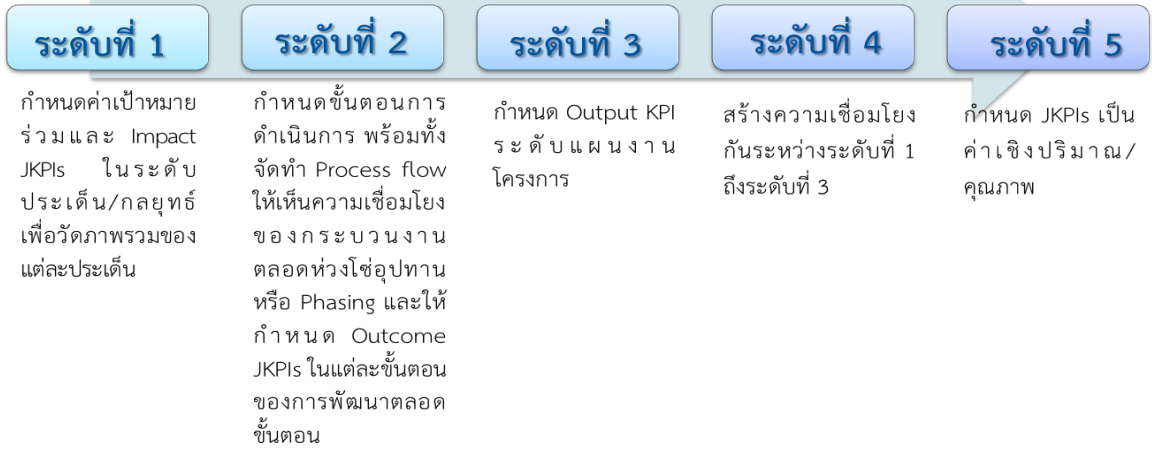 ระดับที่ 1
กำหนดค่าเป้าหมาย
ร่วมและ Impact
JKPIs ในระดับ
ประเด็น/กลยุทธ์
เพื่อวัดภาพรวมของ
แต่ละประเด็น
ระดับที่ 2
กำหนดขั้นตอนการ
ดำเนินการ พร้อมทั้ง
จัดทำ Process flow
ให้เห็นความเชื่อมโยง
ของกระบวนงาน
ตลอดห่วงโซ่อุปทาน
หรือ Phasing และให้
กำหนด Outcome
JKPIs ในแต่ละขั้นตอน
ของการพัฒนาตลอด
ขั้นตอน
ระดับที่ 3
กำหนด Output KPI
ระดับแผนงาน
โครงการ
ระดับที่ 4
สร้างความเชื่อมโยง
กันระหว่างระดับที่ 1
ถึงระดับที่ 3
ระดับที่ 5
กำหนด JKPIs เป็น
ค่าเชิงปริมาณ/
คุณภาพ